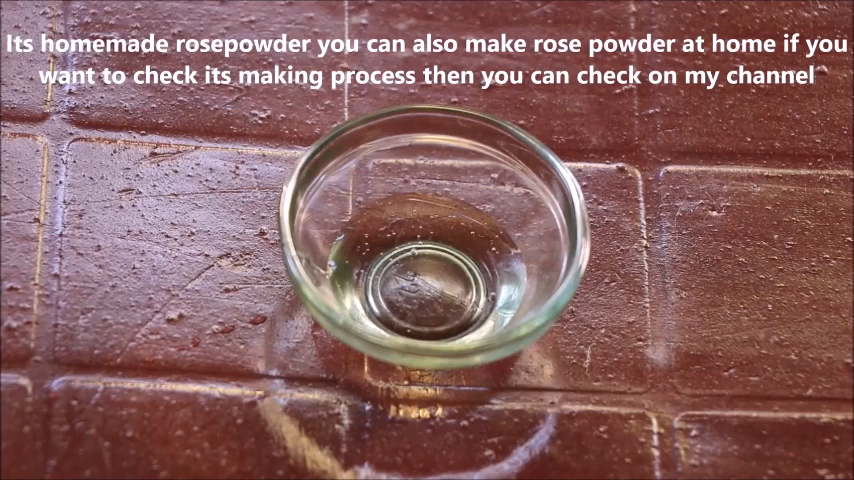 Its homemade rosepowder you can also make rose powder at home if you
want to check its making process then you can check on my channel